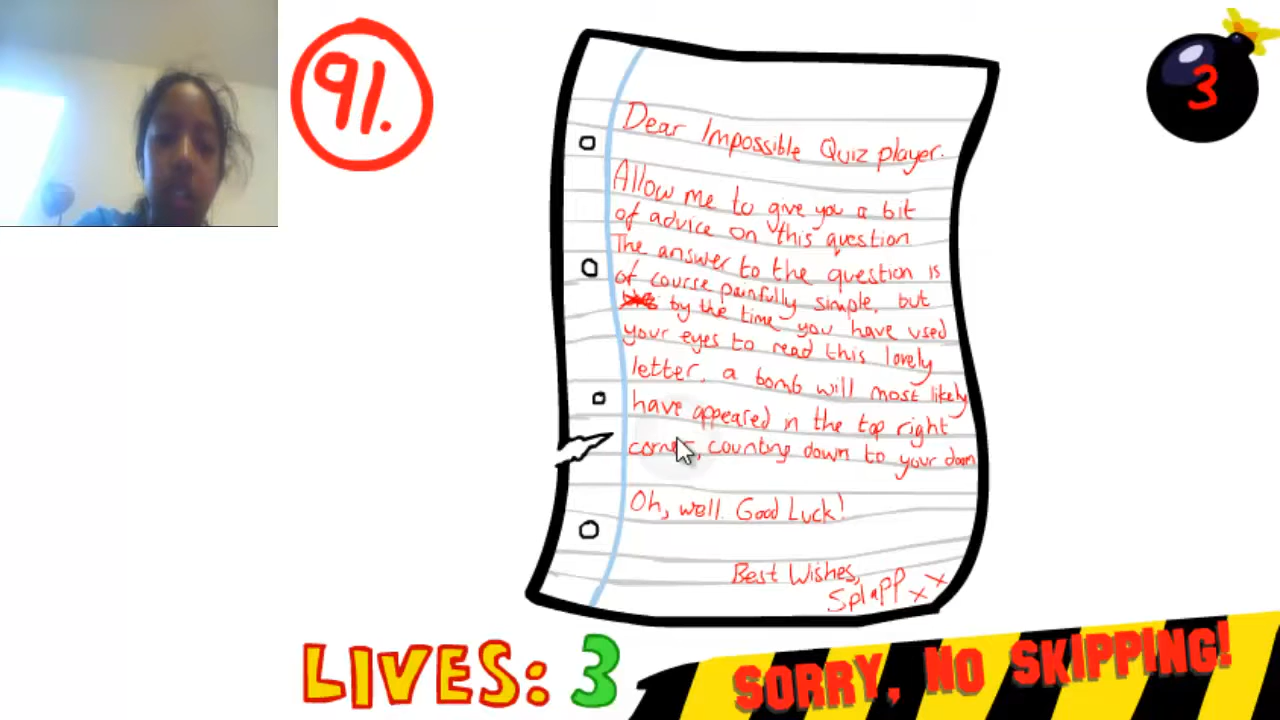 91.
3
Dear Impossible Quiz player.
Allow me to give you a bit
of advice on this question
The answer to the question is
of course painfully simple, but
by the time you have used
your eyes to read this lovely
letter, a bomb will most likely
have appeared in the top right
corner, counting down to your doom
Oh, well. Good Luck!
Best Wishes,
Splapp x x
LIVES: 3
SORRY, NO SKIPPING!